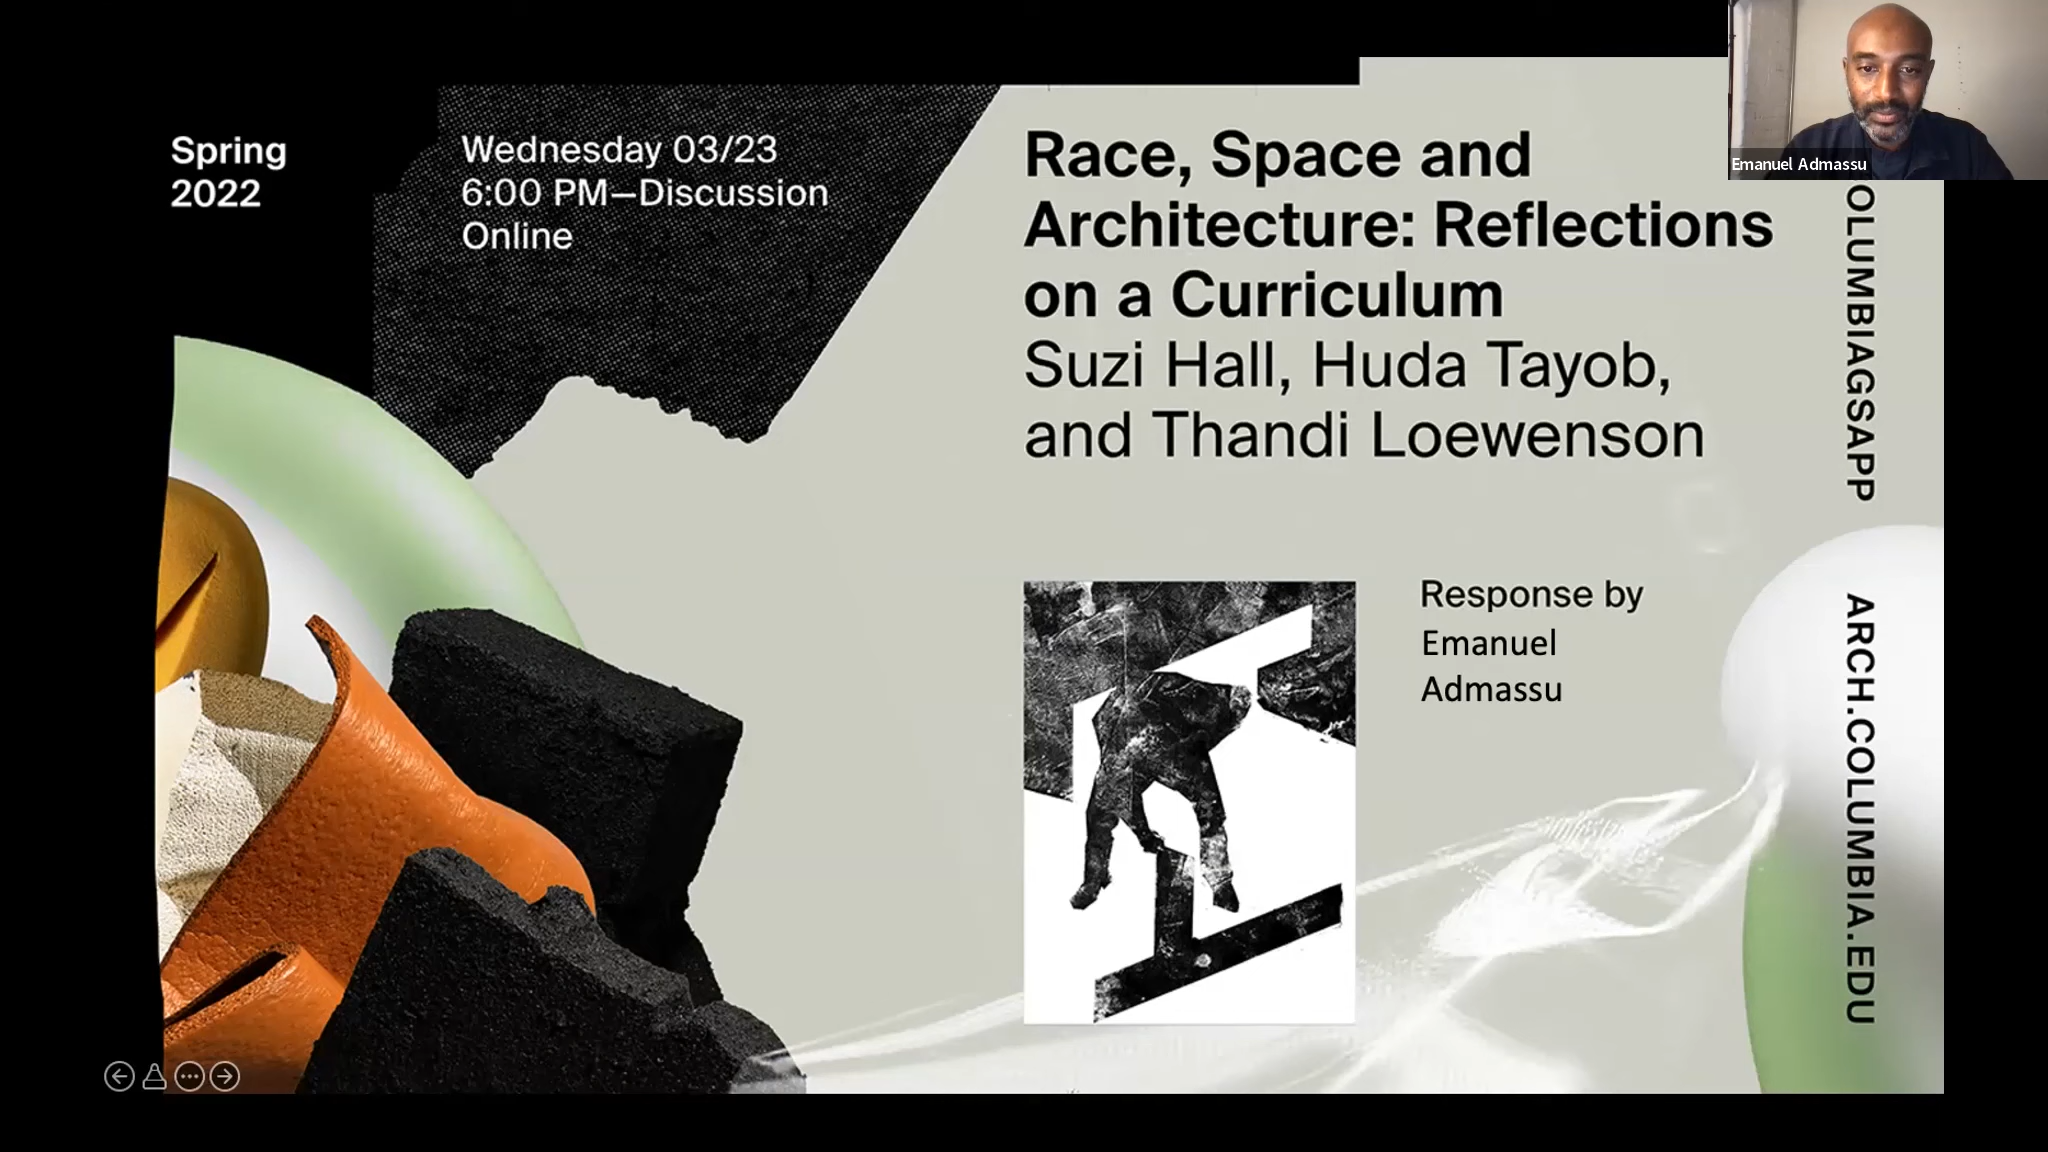 Spring
2022
Wednesday 03/23
6:00 PM—Discussion
Online
Race, Space and
Architecture: Reflections
on a Curriculum
Suzi Hall, Huda Tayob,
and Thandi Loewenson
Response by
Emanuel
Admassu
OLUMBIAGSAPP
ARCH.COLUMBIA.EDU
Emanuel Admassu